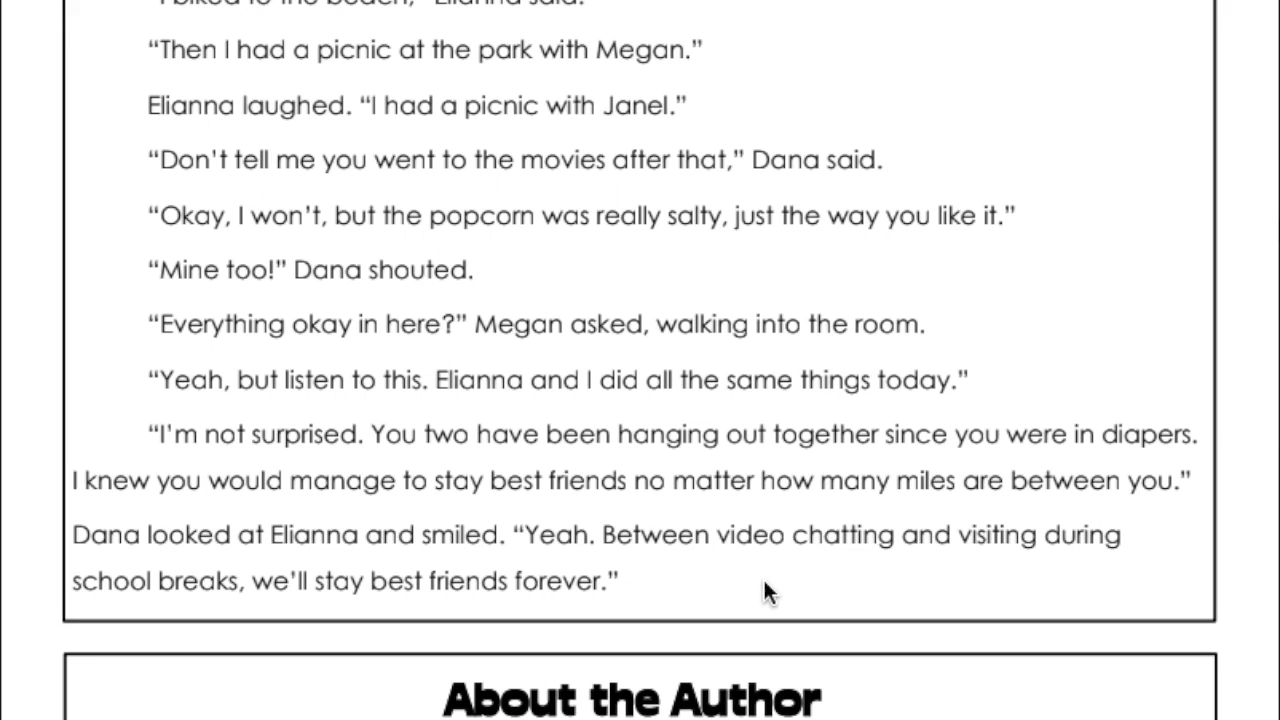 “I biked to the beach,” Elianna said.
“Then I had a picnic at the park with Megan.”
Elianna laughed. “I had a picnic with Janel.”
“Don’t tell me you went to the movies after that,” Dana said.
“Okay, I won’t, but the popcorn was really salty, just the way you like it.”
“Mine too!” Dana shouted.
“Everything okay in here?” Megan asked, walking into the room.
“Yeah, but listen to this. Elianna and I did all the same things today.”
“I’m not surprised. You two have been hanging out together since you were in diapers.
I knew you would manage to stay best friends no matter how many miles are between you.”
Dana looked at Elianna and smiled. “Yeah. Between video chatting and visiting during
school breaks, we’ll stay best friends forever.”
About the Author